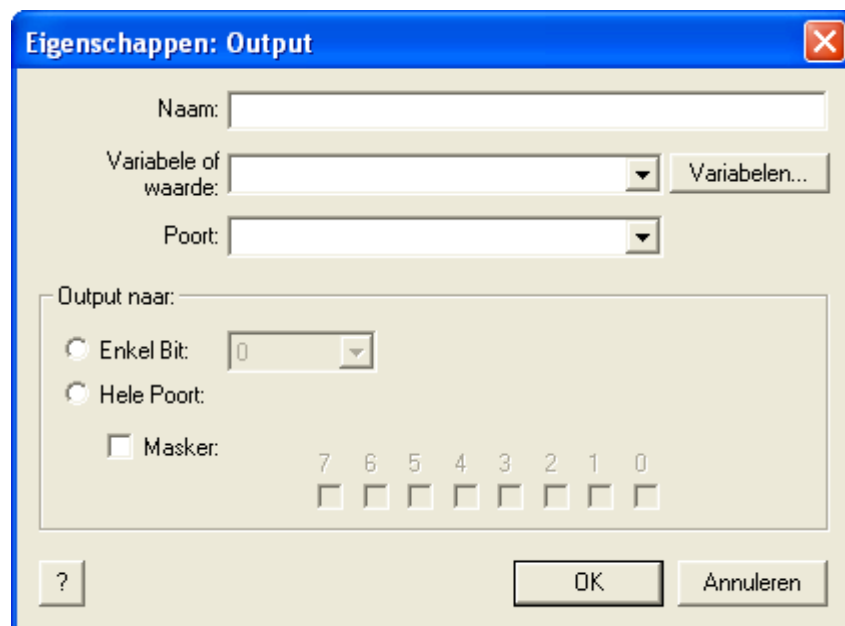 Eigenschappen: Output
Naam:
Variabele of
waarde:
Variabelen...
Poort:
Output naar:
Enkel Bit:
0
Hele Poort:
Masker:
7 6 5 4 3 2 1 0
?
OK
Annuleren